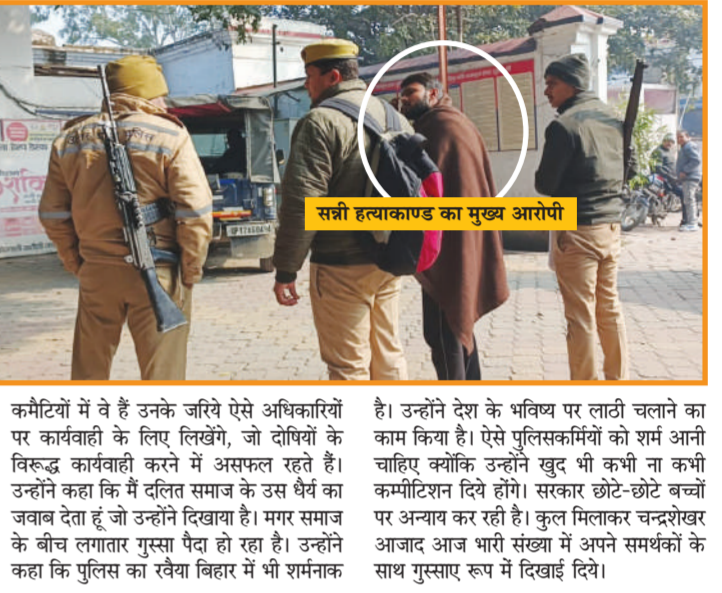 सन्नी हत्याकाण्ड का मुख्य आरोपी
कमैटियों में वे हैं उनके जरिये ऐसे अधिकारियों
पर कार्यवाही के लिए लिखेंगे, जो दोषियों के
विरूद्ध कार्यवाही करने में असफल रहते हैं।
उन्होंने कहा कि मैं दलित समाज के उस धैर्य का
जवाब देता हूं जो उन्होंने दिखाया है। मगर समाज
के बीच लगातार गुस्सा पैदा हो रहा है। उन्होंने
कहा कि पुलिस का रवैया बिहार में भी शर्मनाक
है। उन्होंने देश के भविष्य पर लाठी चलाने का
काम किया है। ऐसे पुलिसकर्मियों को शर्म आनी
चाहिए क्योंकि उन्होंने खुद भी कभी ना कभी
कम्पीटिशन दिये होंगे। सरकार छोटे-छोटे बच्चों
पर अन्याय कर रही है। कुल मिलाकर चन्द्रशेखर
आजाद आज भारी संख्या में अपने समर्थकों के
साथ गुस्साए रूप में दिखाई दिये।